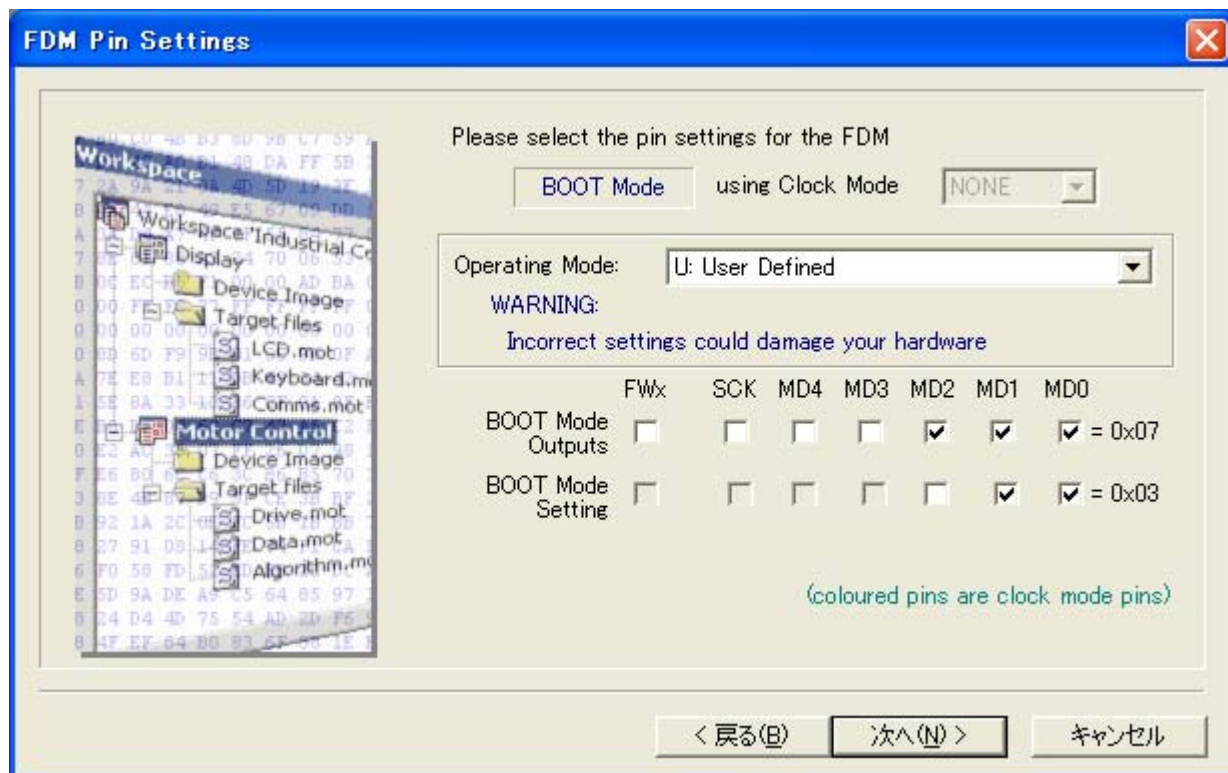 FDM Pin Settings
Please select the pin settings for the FDM
BOOT Mode using Clock Mode NONE
Operating Mode: U: User Defined
WARNING:
Incorrect settings could damage your hardware
FWx SCK MD4 MD3 MD2 MD1 MD0
BOOT Mode
Outputs
= 0x07
BOOT Mode
Setting
= 0x03
(coloured pins are clock mode pins)
Workspace
Workspace 'Industrial Co
Display
Device Image
Target files
LCD.mot
Keyboard.mo
Comms.mot
Motor Control
Device Image
Target files
Drive.mot
Data.mot
Algorithm.mo
< 戻る(B)
次へ(N) >
キャンセル